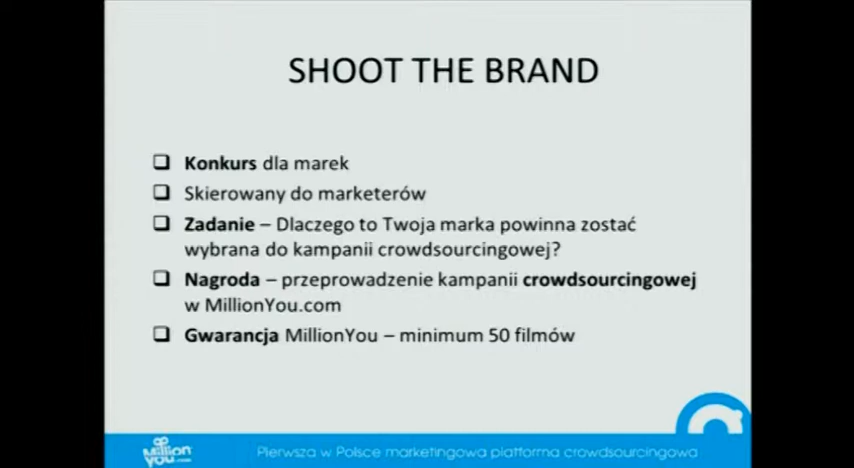 SHOOT THE BRAND
❑ Konkurs dla marek
❑ Skierowany do marketerów
❑ Zadanie – Dlaczego to Twoja marka powinna zostać
wybrana do kampanii crowdsourcingowej?
❑ Nagroda – przeprowadzenie kampanii crowdsourcingowej
w MillionYou.com
❑ Gwarancja MillionYou – minimum 50 filmów
Million
You
Pierwsza w Polsce marketingowa platforma crowdsourcingowa